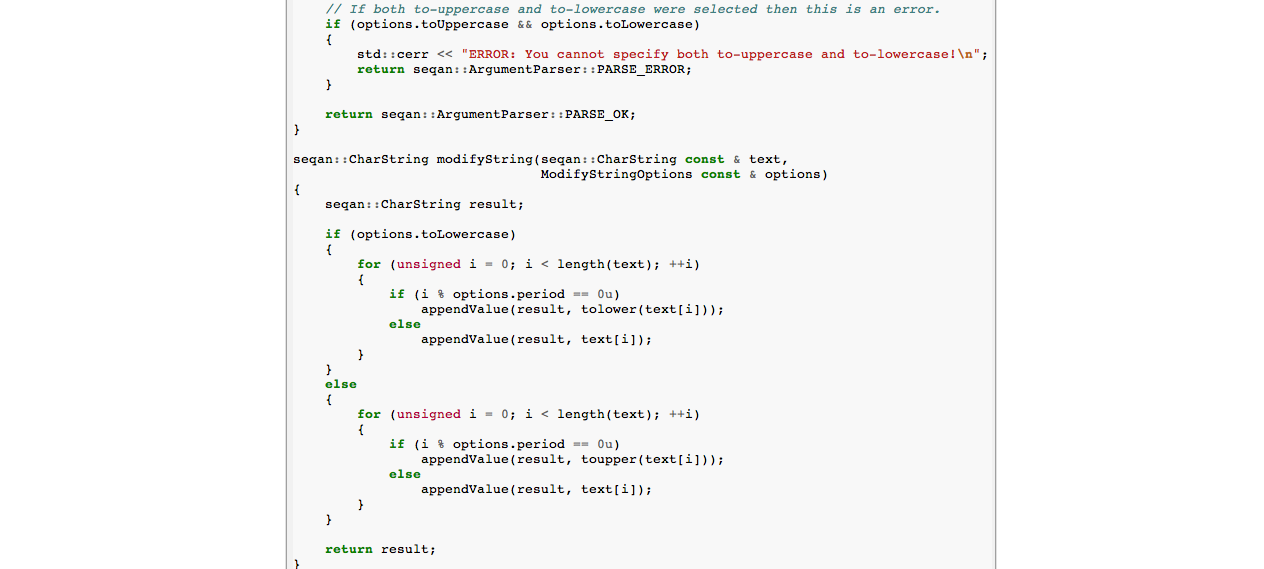 // If both to-uppercase and to-lowercase were selected then this is an error.
    if (options.toUppercase && options.toLowercase)
    {
        std::cerr << "ERROR: You cannot specify both to-uppercase and to-lowercase!\n";
        return seqan::ArgumentParser::PARSE_ERROR;
    }

    return seqan::ArgumentParser::PARSE_OK;
}

seqan::CharString modifyString(seqan::CharString const & text,
                               ModifyStringOptions const & options)
{
    seqan::CharString result;

    if (options.toLowercase)
    {
        for (unsigned i = 0; i < length(text); ++i)
        {
            if (i % options.period == 0u)
                appendValue(result, tolower(text[i]));
            else
                appendValue(result, text[i]);
        }
    }
    else
    {
        for (unsigned i = 0; i < length(text); ++i)
        {
            if (i % options.period == 0u)
                appendValue(result, toupper(text[i]));
            else
                appendValue(result, text[i]);
        }
    }

    return result;
}